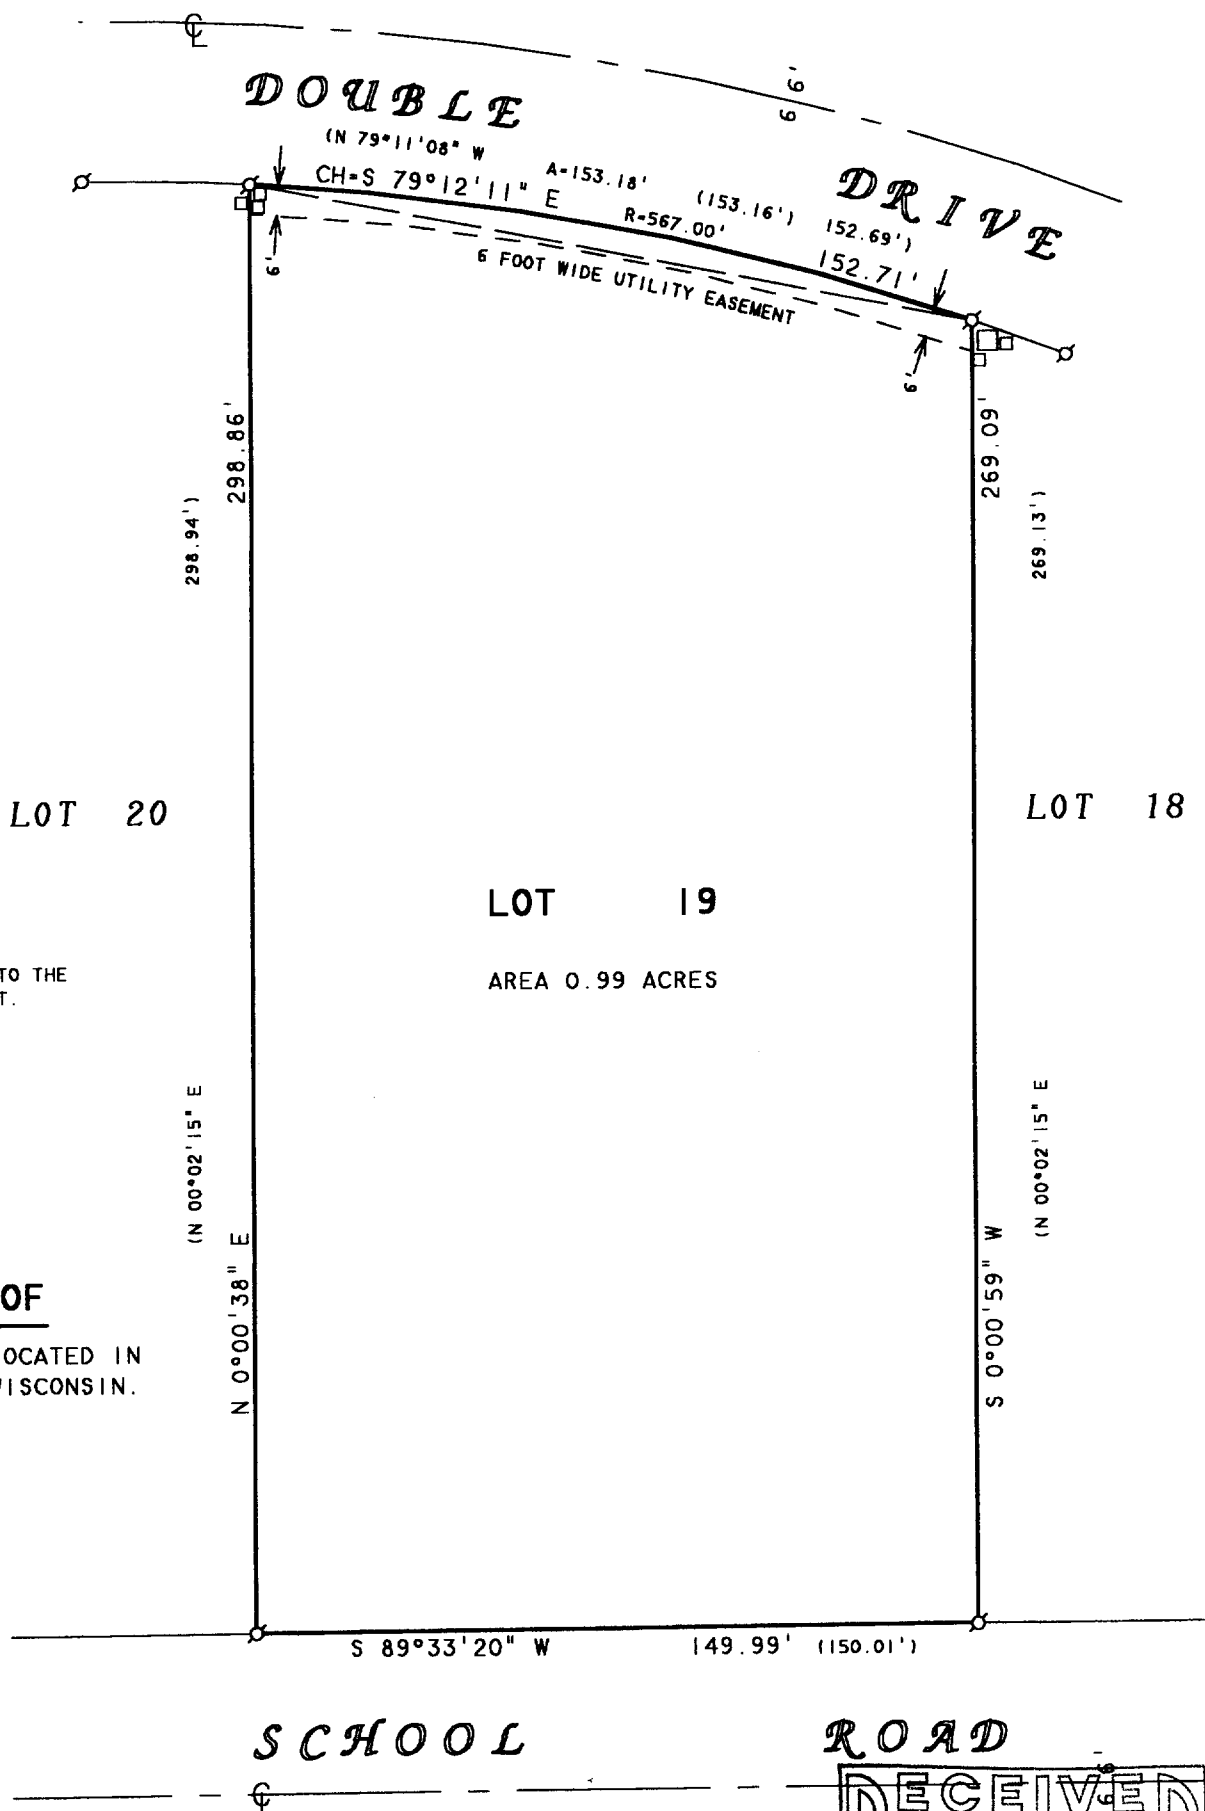 ℄
66'
DOUBLE DRIVE
(N 79°11'08" W
A=153.18'
(153.16')
152.69')
CH=S 79°12'11" E
R=567.00'
152.71'
6 FOOT WIDE UTILITY EASEMENT
6'
6'
298.86'
298.94')
269.09'
269.13')
LOT 20
LOT 18
LOT 19
AREA 0.99 ACRES
TO THE
T.
(N 00°02'15" E
N 0°00'38" E
S 0°00'59" W
(N 00°02'15" E
OF
OCATED IN
WISCONSIN.
S 89°33'20" W 149.99' (150.01')
SCHOOL ROAD
℄
66'
RECEIVED